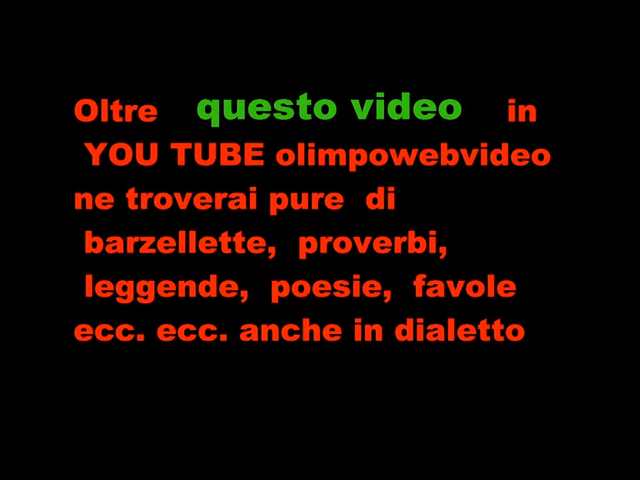 Oltre questo video in
YOU TUBE olimpowebvideo
ne troverai pure di
barzellette, proverbi,
leggende, poesie, favole
ecc. ecc. anche in dialetto